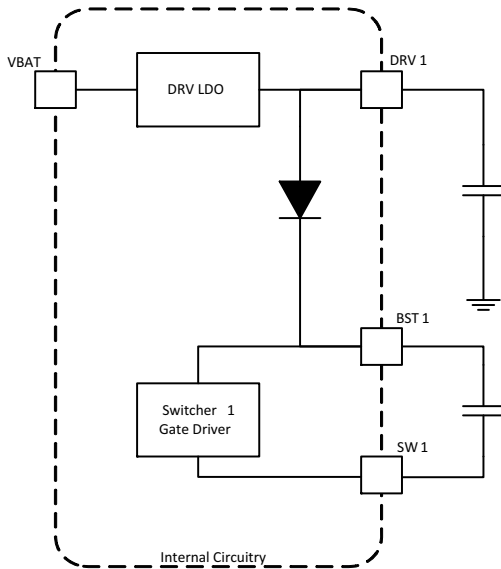 VBAT
DRV LDO
DRV 1
BST 1
Switcher 1
Gate Driver
SW 1
Internal Circuitry